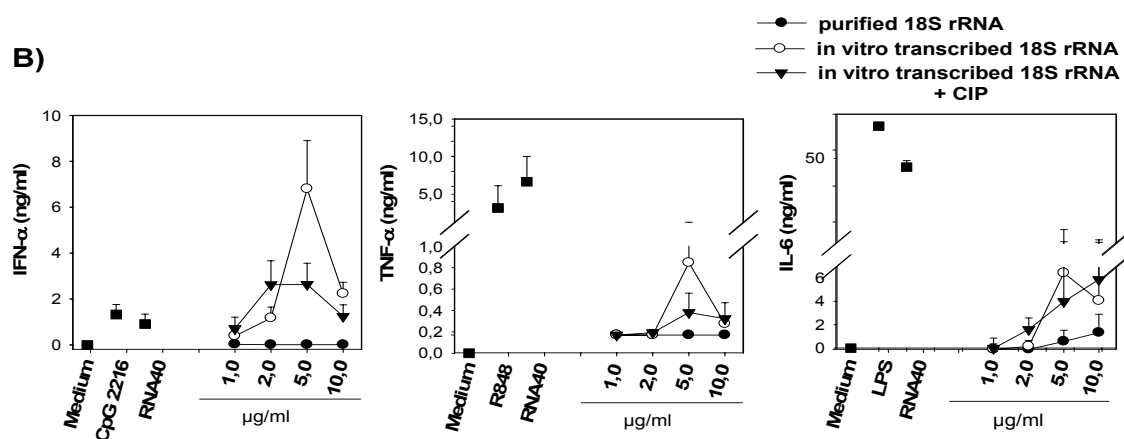 B)
purified 18S rRNA
in vitro transcribed 18S rRNA
in vitro transcribed 18S rRNA
+ CIP
IFN-α (ng/ml)
10
8
6
4
2
0
Medium
CpG 2216
RNA40
1,0
2,0
5,0
10,0
µg/ml
TNF-α (ng/ml)
15,0
10,0
5,0
1,0
0,8
0,6
0,4
0,2
0,0
Medium
R848
RNA40
1,0
2,0
5,0
10,0
µg/ml
IL-6 (ng/ml)
50
6
4
2
0
Medium
LPS
RNA40
1,0
2,0
5,0
10,0
µg/ml